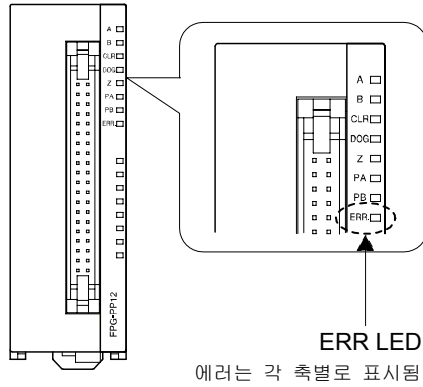 A
B
CLR
DOG
Z
PA
PB
ERR.
FPG-PP12
A
B
CLR
DOG
Z
PA
PB
ERR.
ERR LED
에러는 각 축별로 표시됨